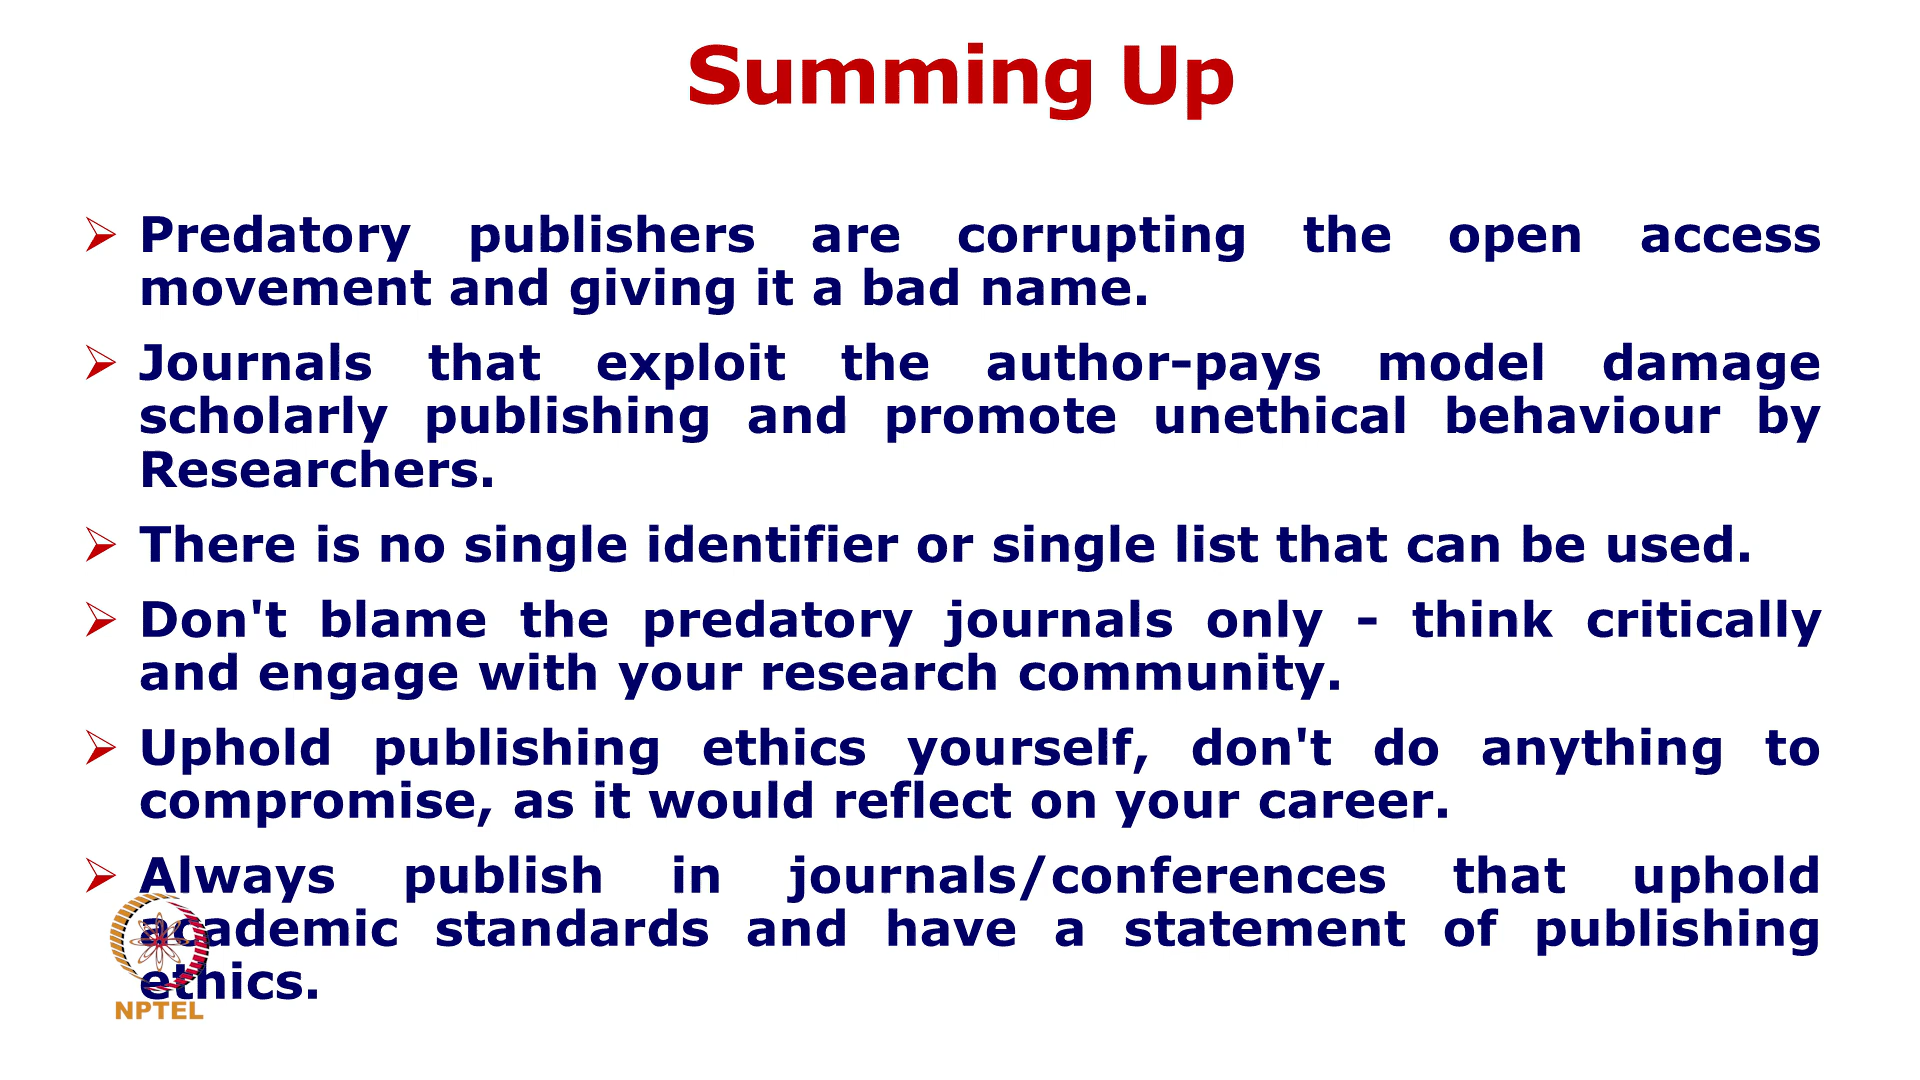 Summing Up
Predatory publishers are corrupting the open access
movement and giving it a bad name.
Journals that exploit the author-pays model damage
scholarly publishing and promote unethical behaviour by
Researchers.
There is no single identifier or single list that can be used.
Don't blame the predatory journals only - think critically
and engage with your research community.
Uphold publishing ethics yourself, don't do anything to
compromise, as it would reflect on your career.
Always publish in journals/conferences that uphold
academic standards and have a statement of publishing
ethics.
NPTEL